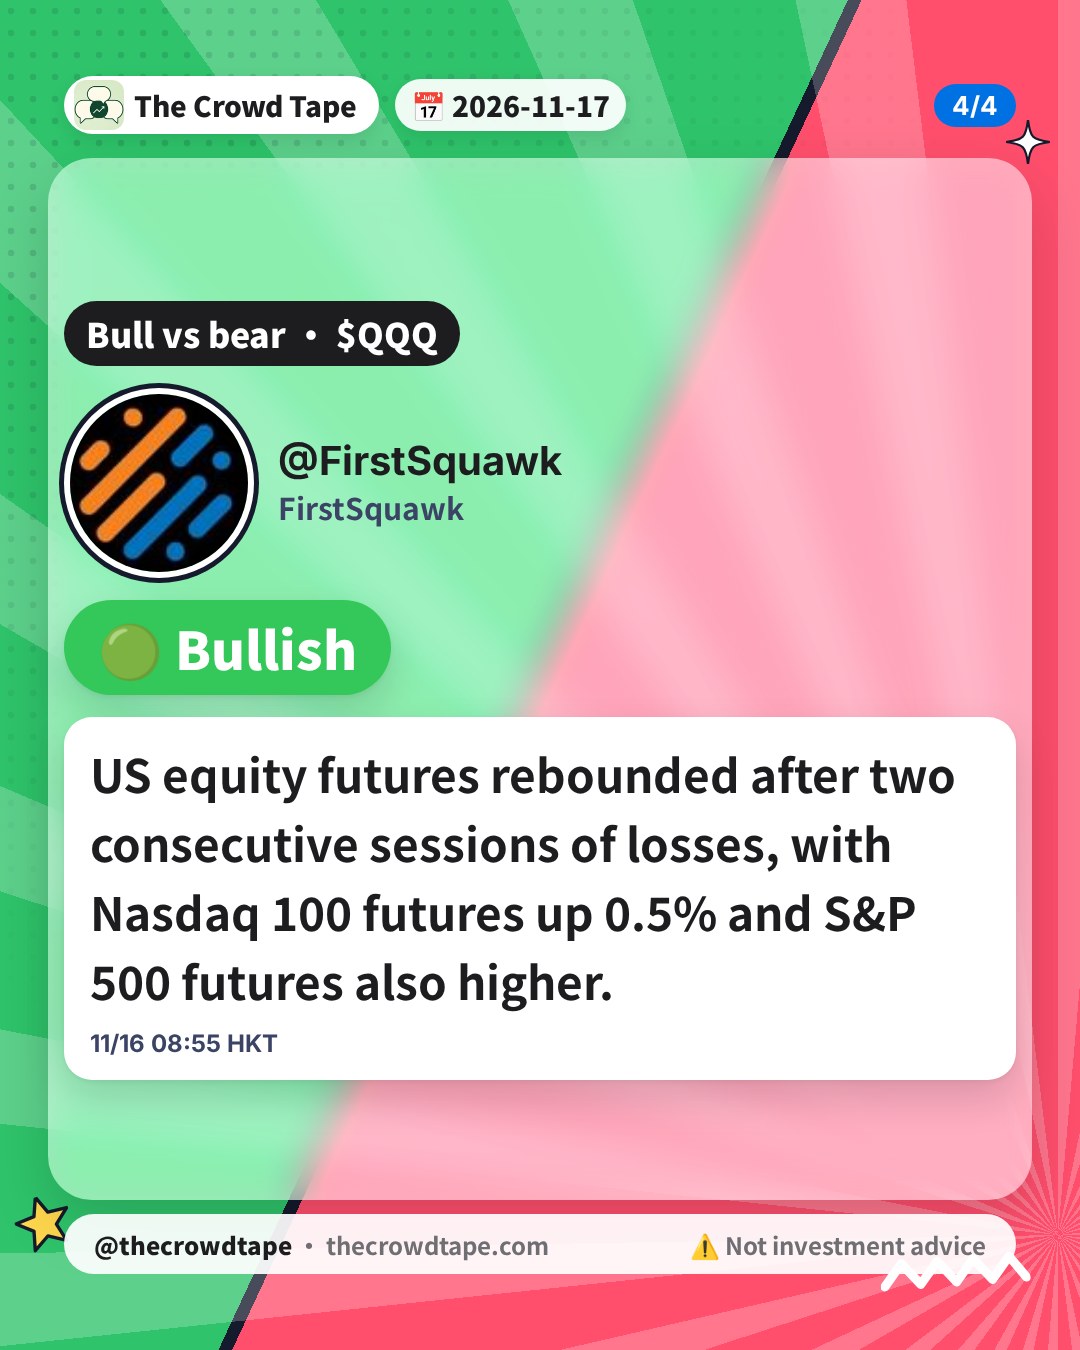 The Crowd Tape
2026-11-17
4/4
Bull vs bear • $QQQ
@FirstSquawk
FirstSquawk
Bullish
US equity futures rebounded after two
consecutive sessions of losses, with
Nasdaq 100 futures up 0.5% and S&P
500 futures also higher.
11/16 08:55 HKT
@thecrowdtape • thecrowdtape.com
⚠️ Not investment advice